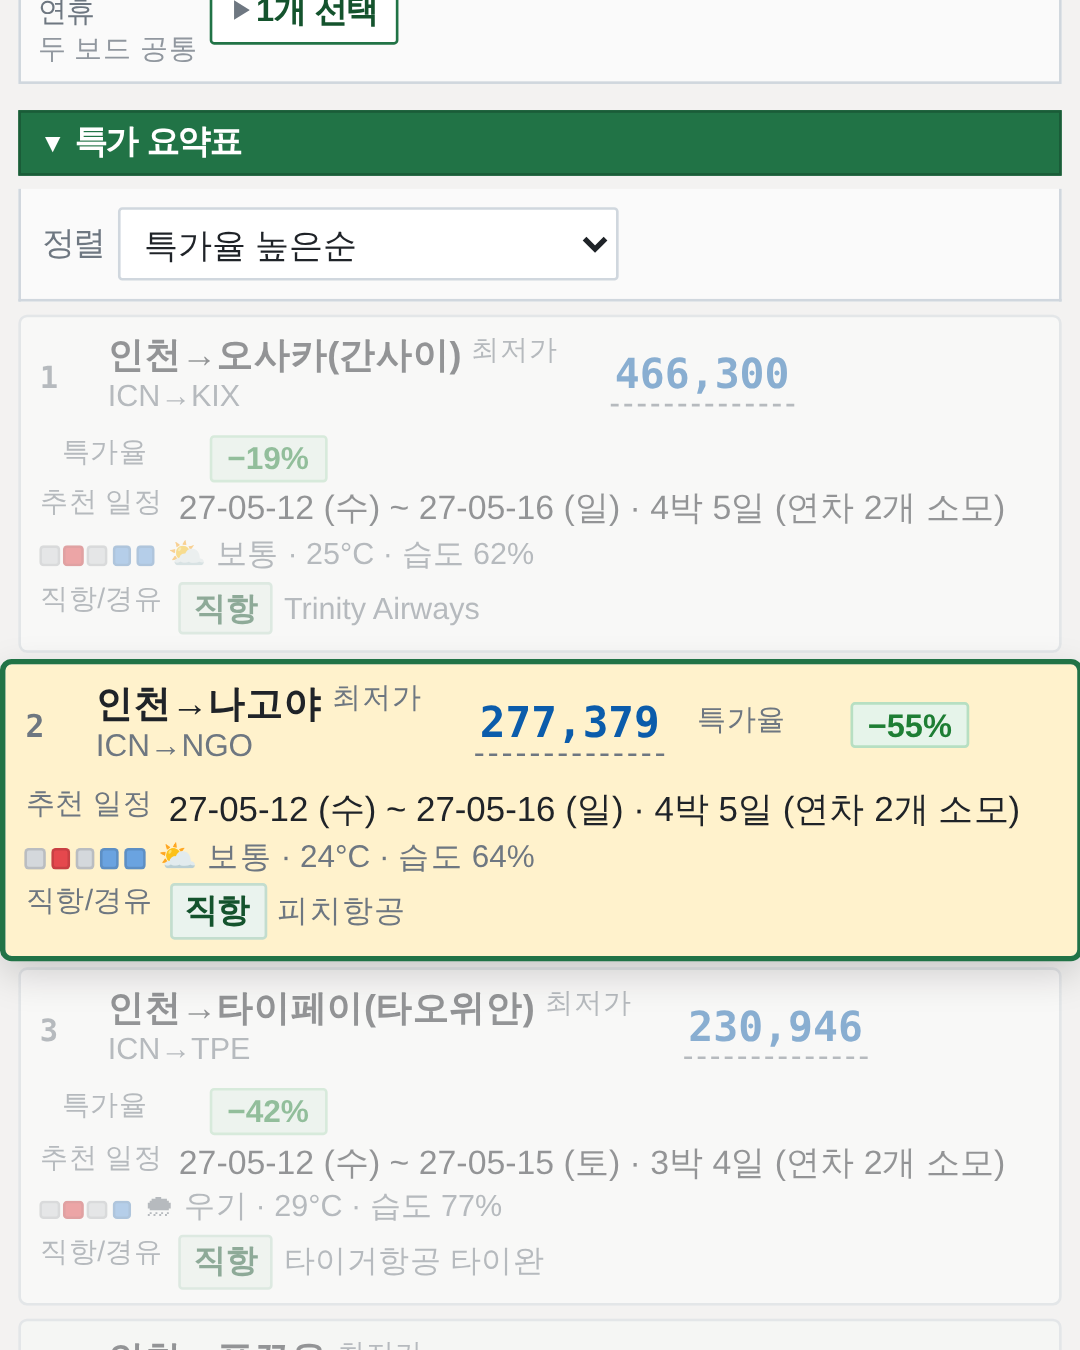 연휴
두 보드 공통
▶ 1개 선택
▼ 특가 요약표
정렬
특가율 높은순
1
인천→오사카(간사이) 최저가
466,300
ICN→KIX
특가율 −19%
추천 일정 27-05-12 (수) ~ 27-05-16 (일) · 4박 5일 (연차 2개 소모)
⛅ 보통 · 25°C · 습도 62%
직항/경유 직항 Trinity Airways
2
인천→나고야 최저가
277,379
특가율 −55%
ICN→NGO
추천 일정 27-05-12 (수) ~ 27-05-16 (일) · 4박 5일 (연차 2개 소모)
⛅ 보통 · 24°C · 습도 64%
직항/경유 직항 피치항공
3
인천→타이페이(타오위안) 최저가
230,946
ICN→TPE
특가율 −42%
추천 일정 27-05-12 (수) ~ 27-05-15 (토) · 3박 4일 (연차 2개 소모)
🌧 우기 · 29°C · 습도 77%
직항/경유 직항 타이거항공 타이완